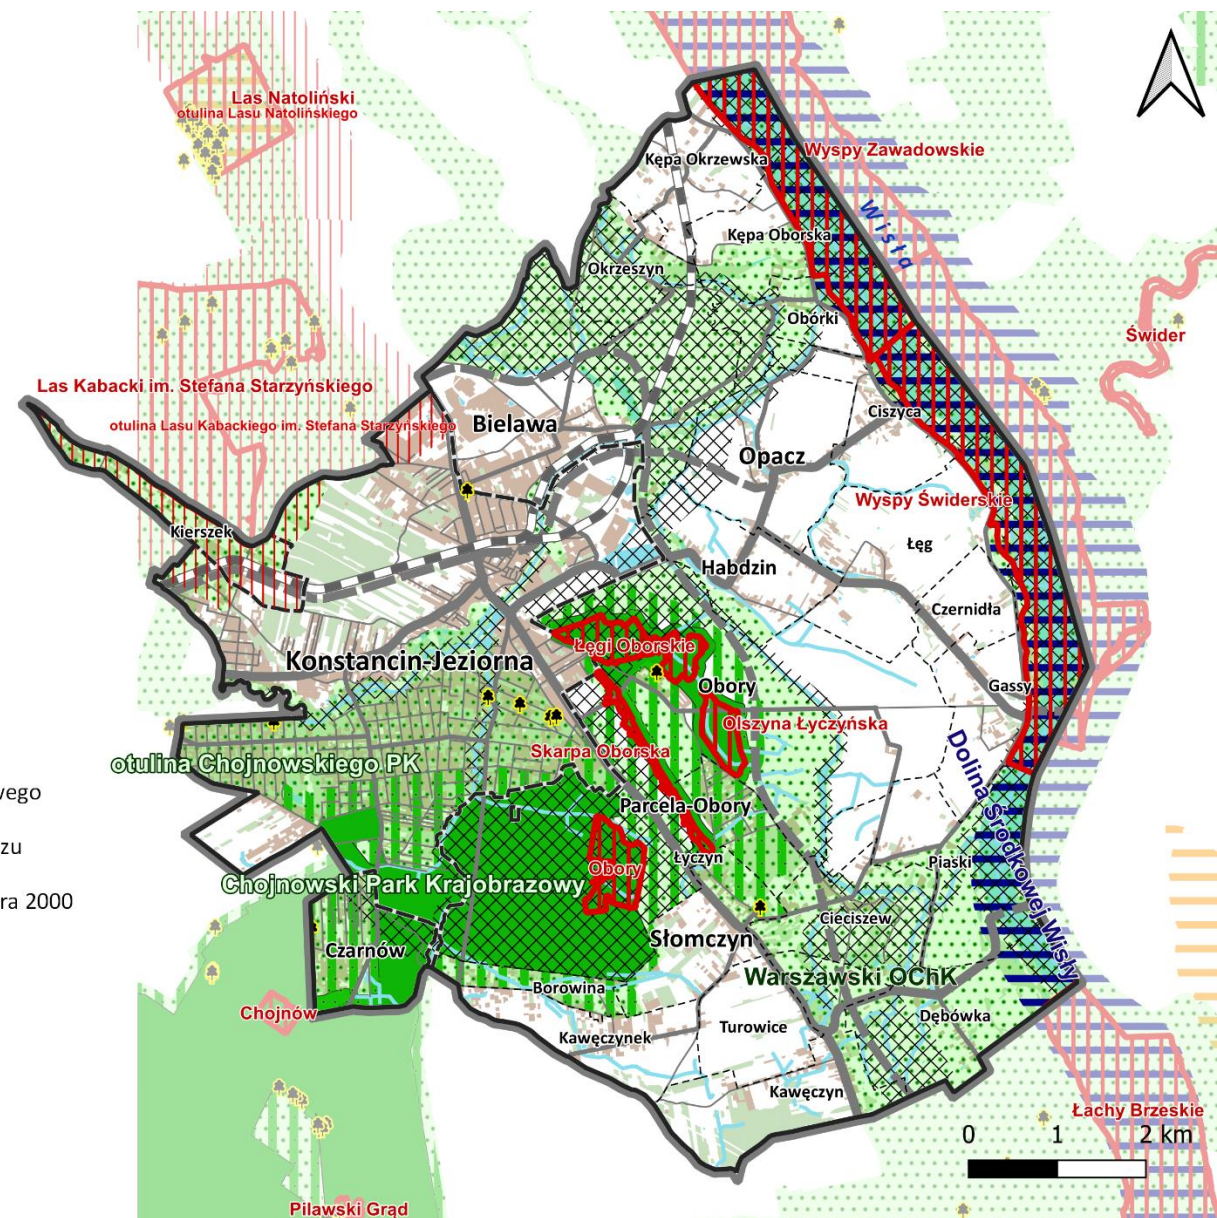 Las Natoliński
otulina Lasu Natolińskiego
Wyspy Zawadowskie
Kępa Okrzewska
Wisła
Kępa Oborska
Okrzeszyn
Obórki
Świder
Las Kabacki im. Stefana Starzyńskiego
Ciszyca
otulina Lasu Kabackiego im. Stefana Starzyńskiego
Bielawa
Opacz
Wyspy Świderskie
Kierszek
Łęg
Habdzin
Czernidła
Łęgi Oborskie
Konstancin-Jeziorna
Obory
Gassy
Olszyna Łyczyńska
Skarpa Oborska
otulina Chojnowskiego PK
Dolina Środkowej Wisły
wego
Parcela-Obory
zu
Łyczyn
Piaski
Obory
Chojnowski Park Krajobrazowy
ra 2000
Cieciszew
Słomczyn
Czarnów
Warszawski OChK
Borowina
Chojnów
Dębówka
Turowice
Kawęczynek
Kawęczyn
Łachy Brzeskie
0 1 2 km
Pilawski Grąd